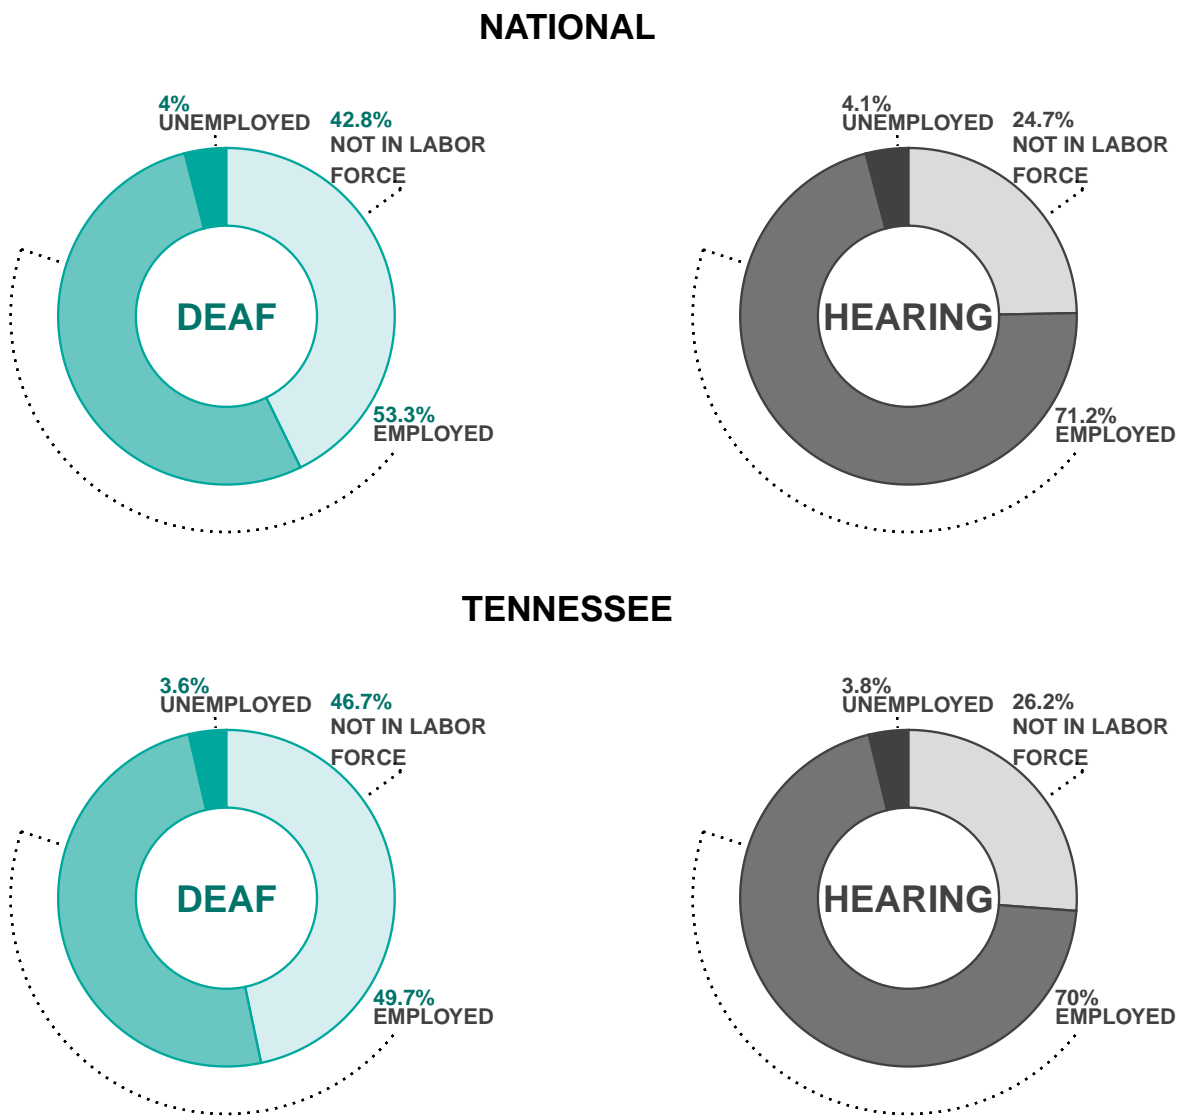 NATIONAL
4%
UNEMPLOYED
42.8%
NOT IN LABOR
FORCE
DEAF
53.3%
EMPLOYED
4.1%
UNEMPLOYED
24.7%
NOT IN LABOR
FORCE
HEARING
71.2%
EMPLOYED
TENNESSEE
3.6%
UNEMPLOYED
46.7%
NOT IN LABOR
FORCE
DEAF
49.7%
EMPLOYED
3.8%
UNEMPLOYED
26.2%
NOT IN LABOR
FORCE
HEARING
70%
EMPLOYED